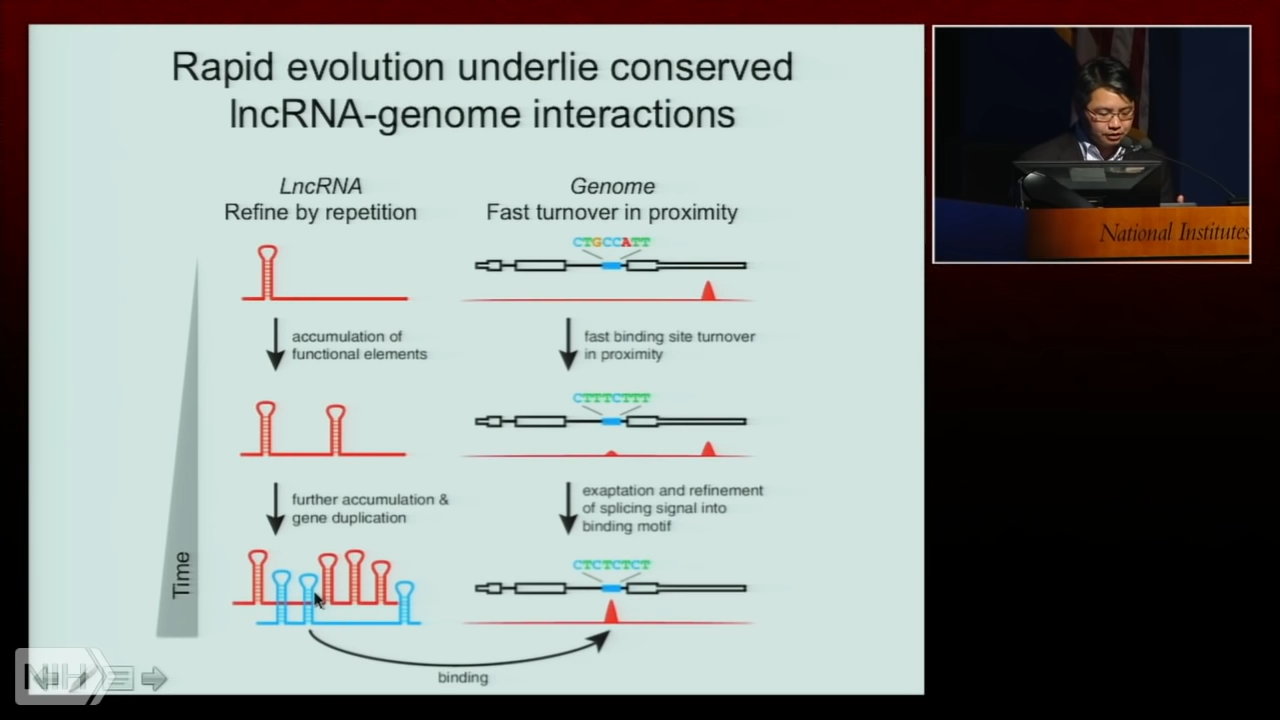 Rapid evolution underlie conserved
lncRNA-genome interactions
LncRNA
Refine by repetition
Genome
Fast turnover in proximity
CTGCCATT
accumulation of
functional elements
fast binding site turnover
in proximity
CTTTCTTT
further accumulation &
gene duplication
exaptation and refinement
of splicing signal into
binding motif
CTCTCTCT
Time
binding
NIH
National Institutes